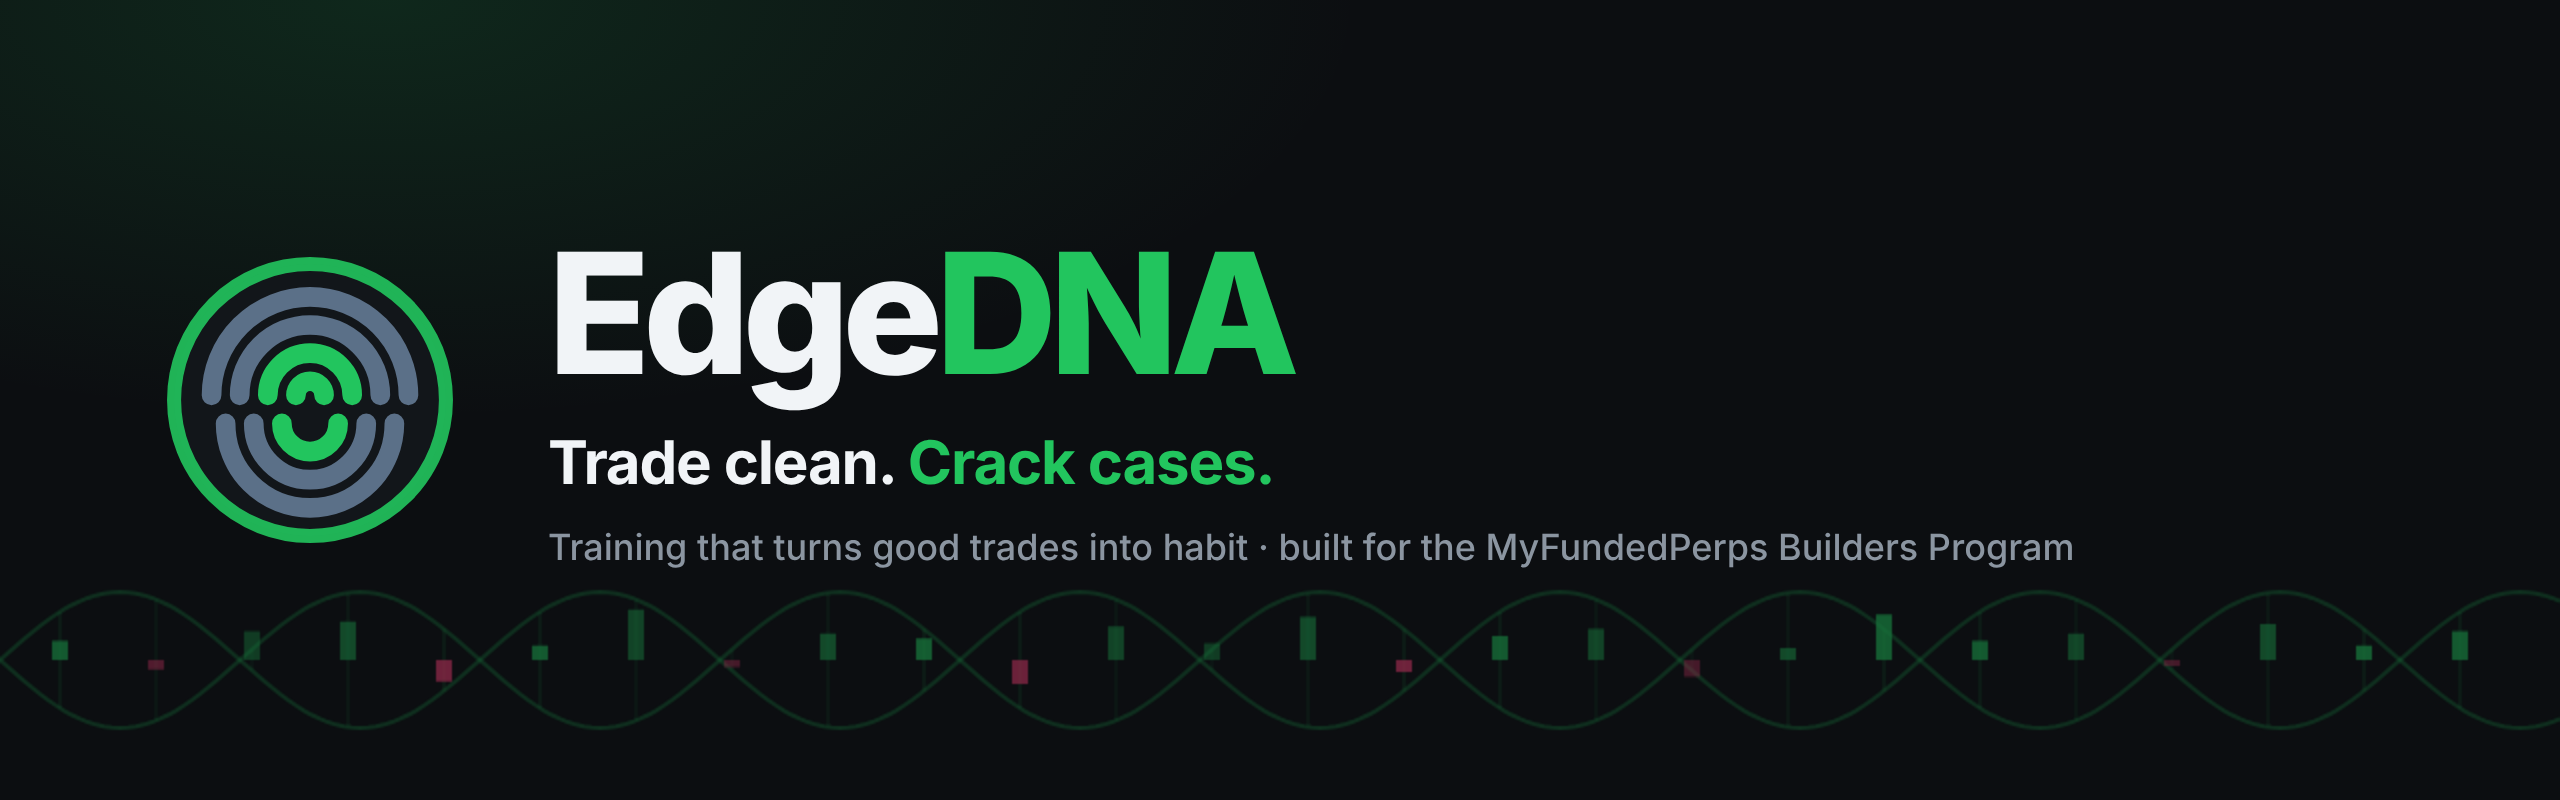 EdgeDNA
Trade clean. Crack cases.
Training that turns good trades into habit · built for the MyFundedPerps Builders Program